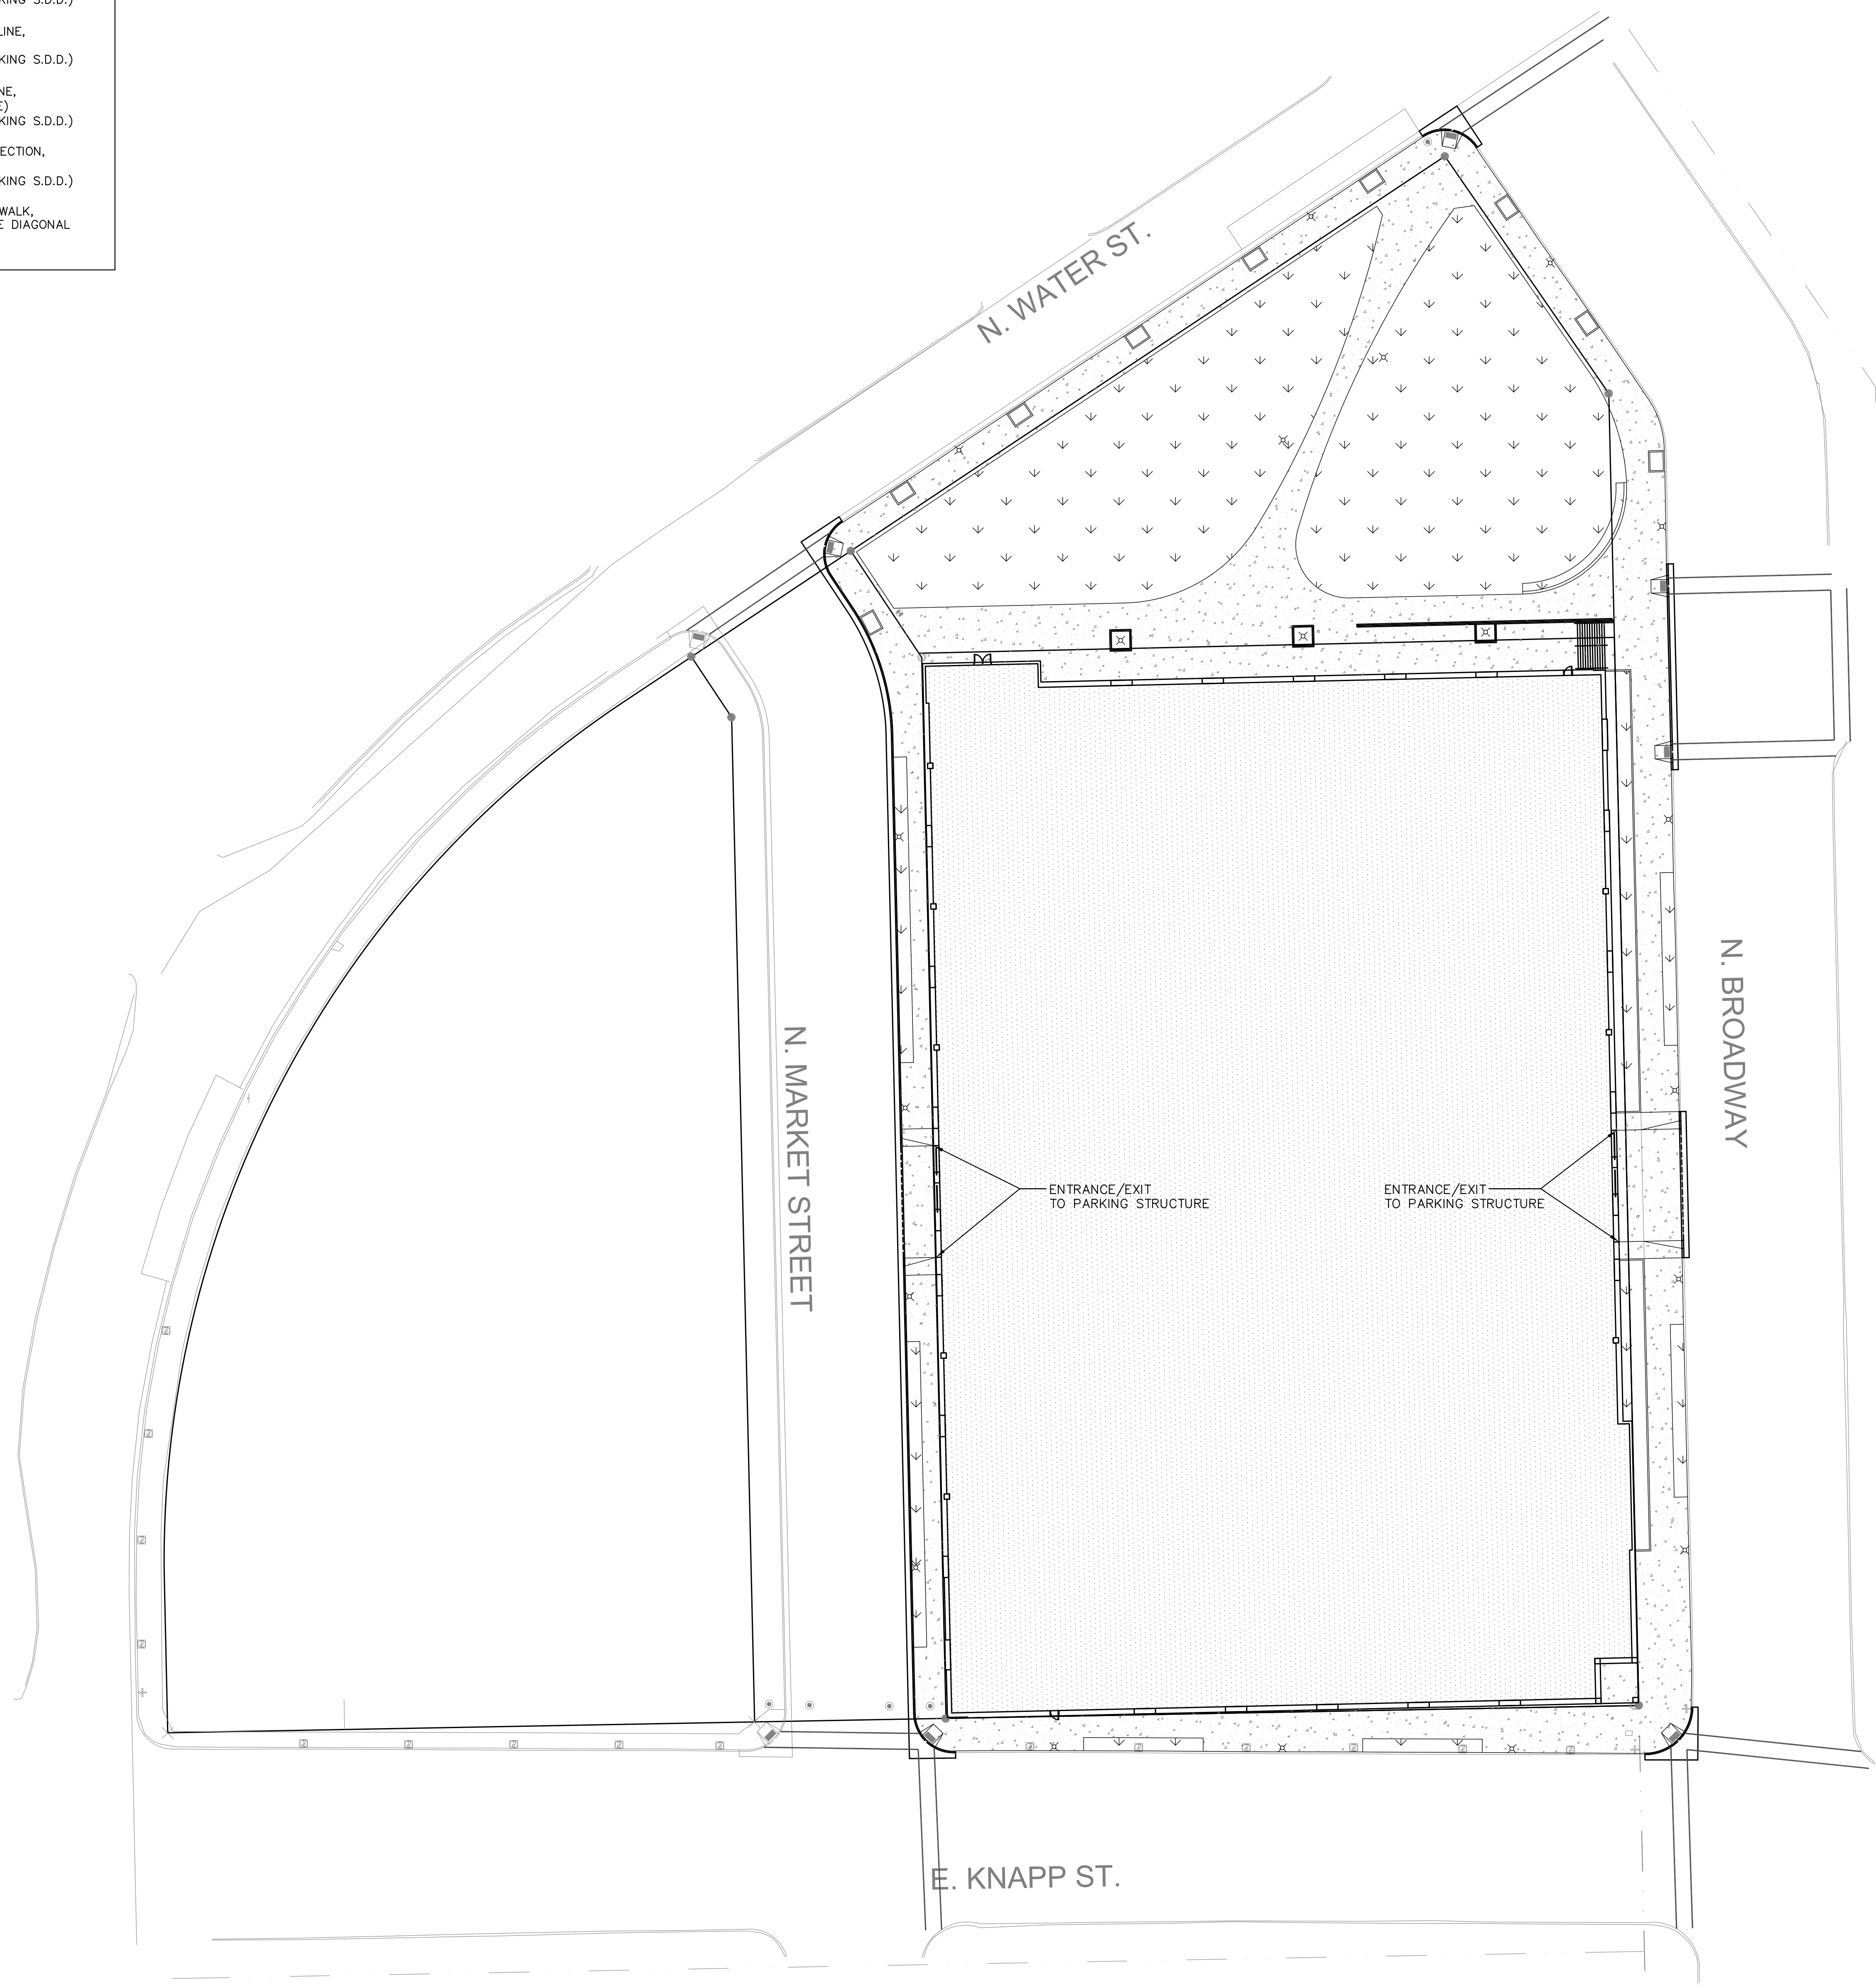 KING S.D.D.)
LINE,
KING S.D.D.)
NE,
E)
KING S.D.D.)
ECTION,
KING S.D.D.)
WALK,
E DIAGONAL
N. WATER ST.
N. BROADWAY
N. MARKET STREET
ENTRANCE/EXIT
TO PARKING STRUCTURE
ENTRANCE/EXIT
TO PARKING STRUCTURE
E. KNAPP ST.